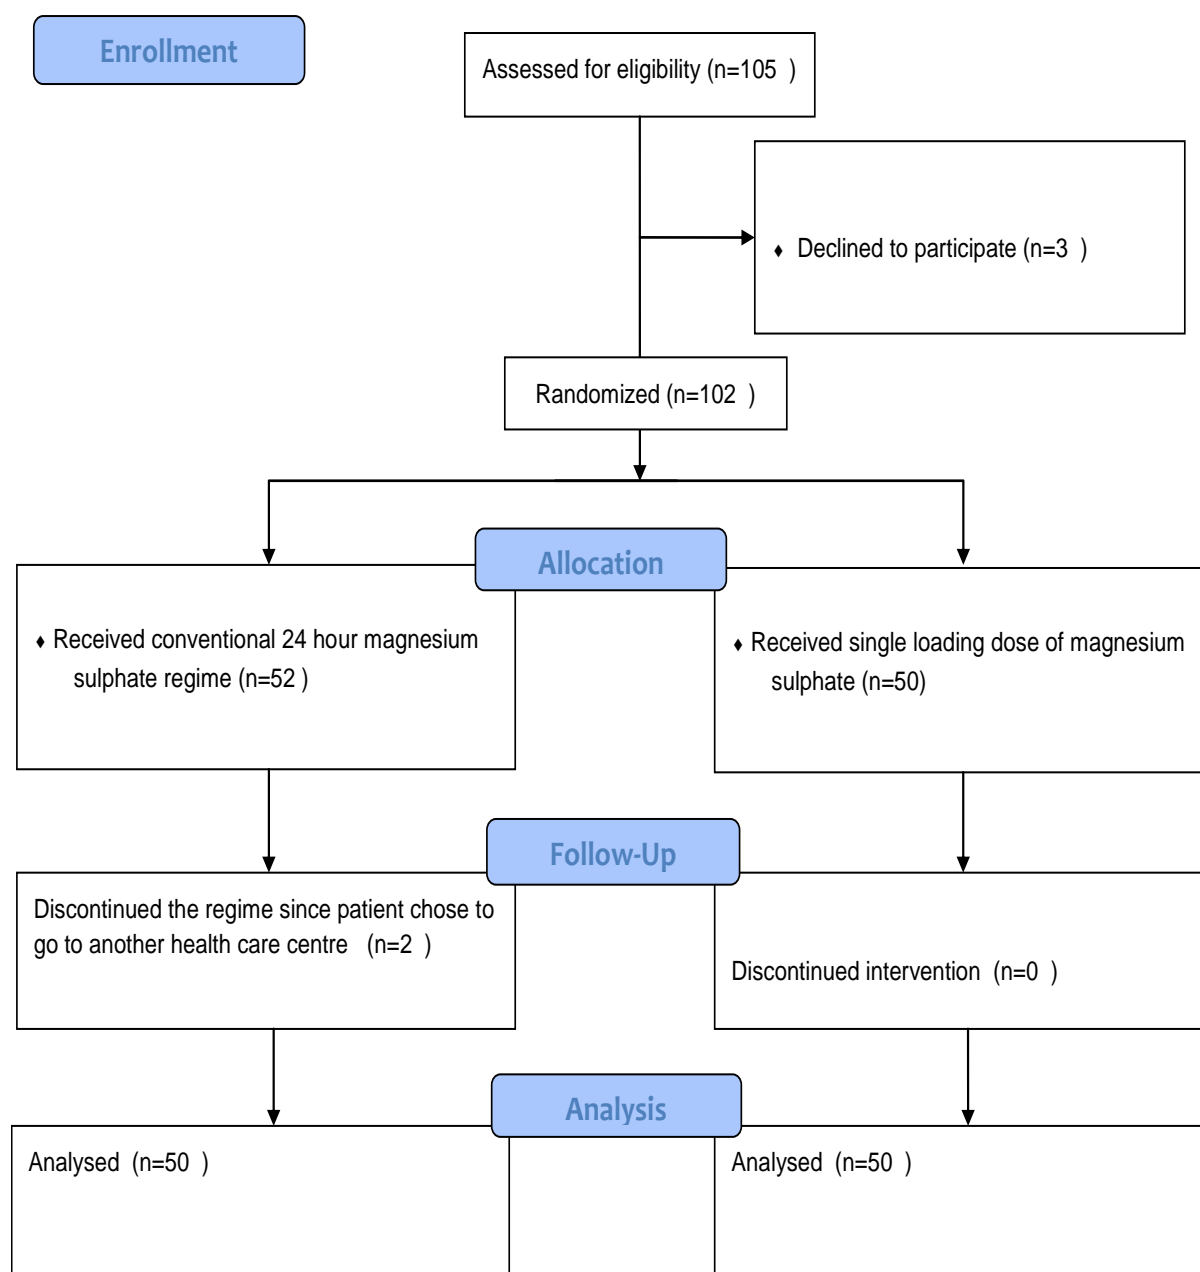 Enrollment
Assessed for eligibility (n=105 )
♦ Declined to participate (n=3 )
Randomized (n=102 )
Allocation
♦ Received conventional 24 hour magnesium
sulphate regime (n=52 )
♦ Received single loading dose of magnesium
sulphate (n=50)
Follow-Up
Discontinued the regime since patient chose to
go to another health care centre (n=2 )
Discontinued intervention (n=0 )
Analysis
Analysed (n=50 )
Analysed (n=50 )